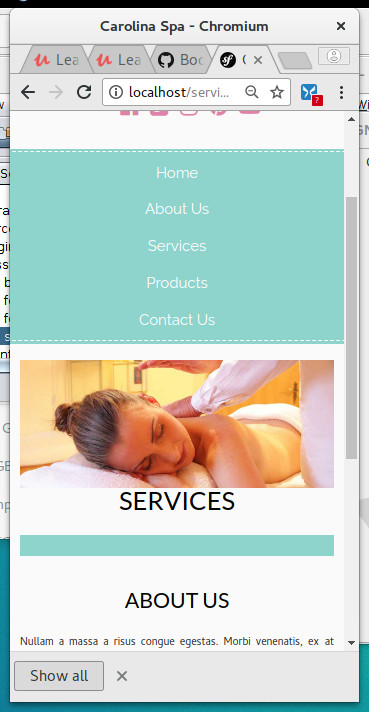 Carolina Spa - Chromium
Lea
Lea
Boo
localhost/servi...
Home
About Us
Services
Products
Contact Us
SERVICES
ABOUT US
Nullam a massa a risus congue egestas. Morbi venenatis, ex at
Show all